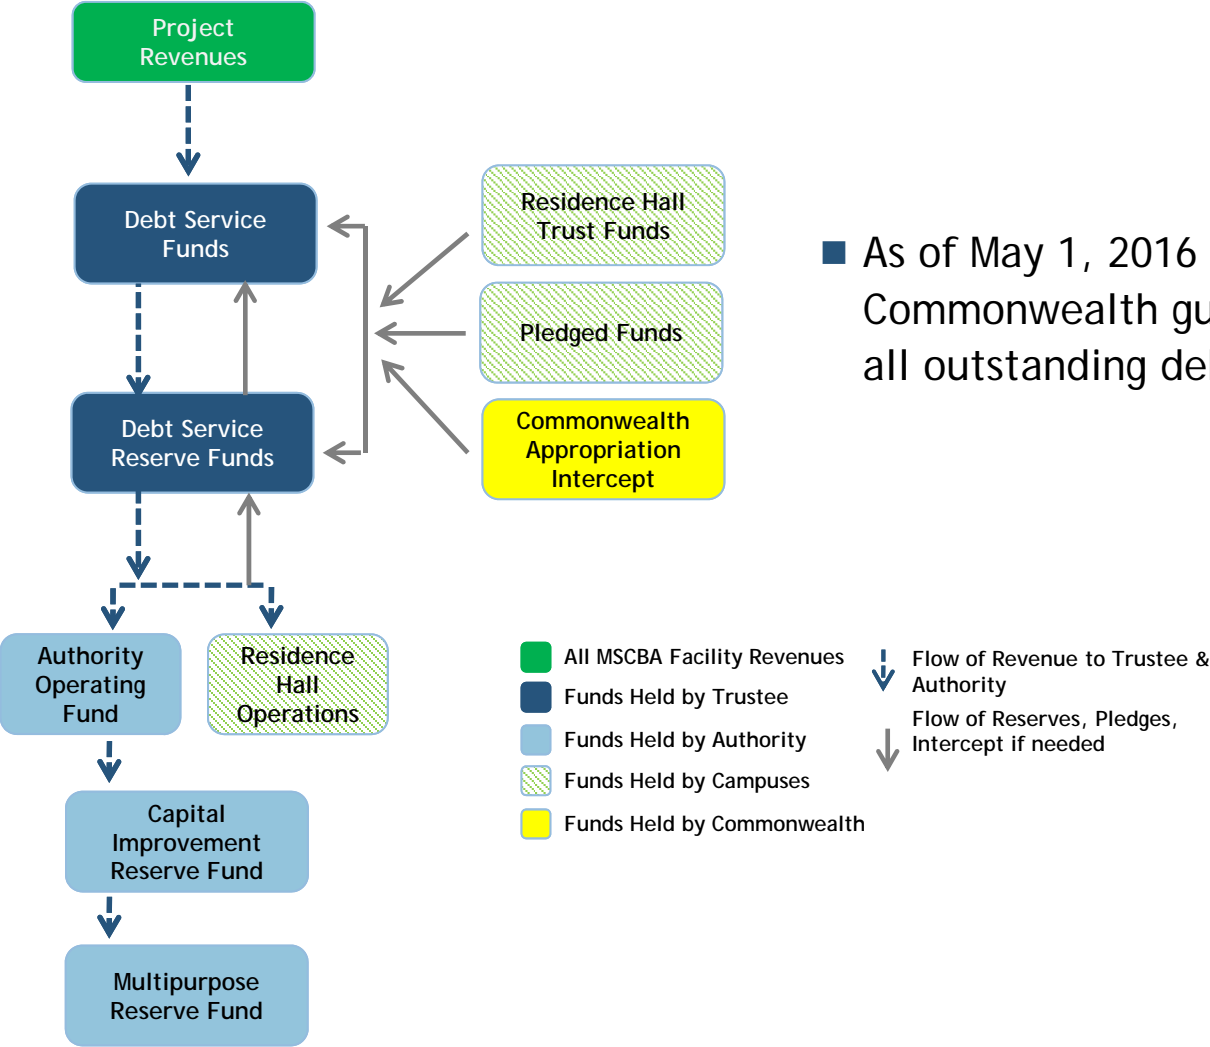 Project
Revenues
Debt Service
Funds
Residence Hall
Trust Funds
Pledged Funds
Commonwealth
Appropriation
Intercept
Debt Service
Reserve Funds
■ As of May 1, 2016
Commonwealth
all outstanding
Authority
Operating
Fund
Residence
Hall
Operations
Capital
Improvement
Reserve Fund
Multipurpose
Reserve Fund
All MSCBA Facility Revenues
Funds Held by Trustee
Funds Held by Authority
Funds Held by Campuses
Funds Held by Commonwealth
Flow of Revenue to Trustee &
Authority
Flow of Reserves, Pledges,
Intercept if needed